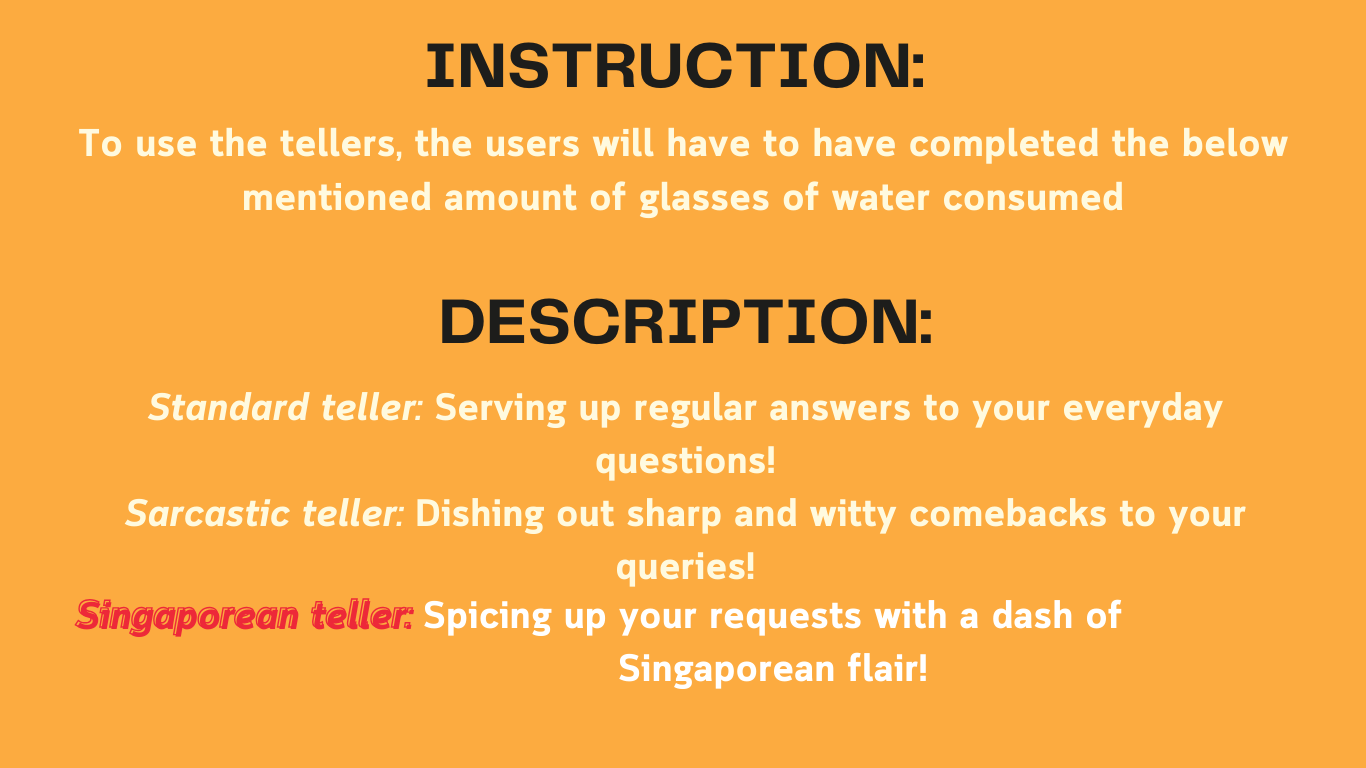 INSTRUCTION:
To use the tellers, the users will have to have completed the below
mentioned amount of glasses of water consumed
DESCRIPTION:
Standard teller: Serving up regular answers to your everyday
questions!
Sarcastic teller: Dishing out sharp and witty comebacks to your
queries!
Singaporean teller: Spicing up your requests with a dash of
Singaporean flair!